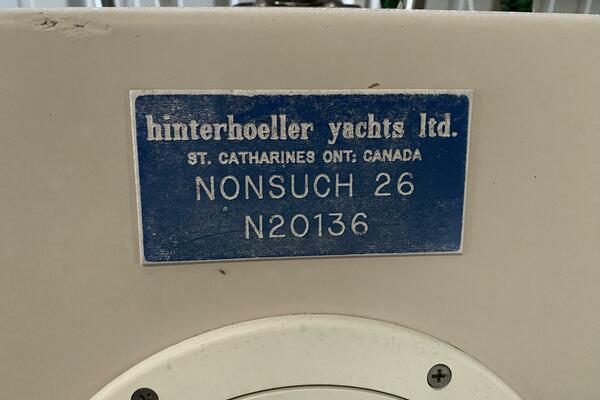 hinterhoeller yachts ltd.
ST. CATHARINES ONT; CANADA
NONSUCH 26
N20136